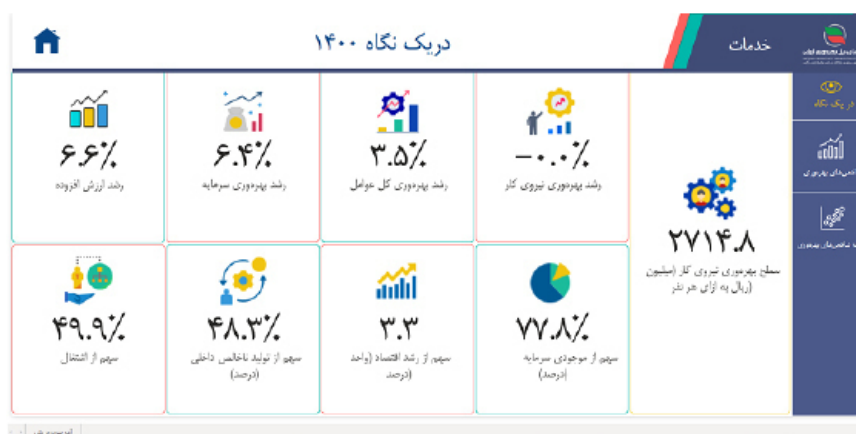 خدمات
دریک نگاه ۱۴۰۰
در یک نگاه
۲۷۱۴.۸
سطح بهره‌وری نیروی کار (میلیون
ریال به ازای هر نفر)
-۰.۰٪
رشد بهره‌وری نیروی کار
۳.۵٪
رشد بهره‌وری کل عوامل
۶.۴٪
رشد بهره‌وری سرمایه
۶.۶٪
رشد ارزش افزوده
۷۷.۸٪
سهم از موجودی سرمایه
(درصد)
۳.۳
سهم از رشد اقتصاد (واحد
درصد)
۴۸.۳٪
سهم از تولید ناخالص داخلی
(درصد)
۴۹.۹٪
سهم از اشتغال